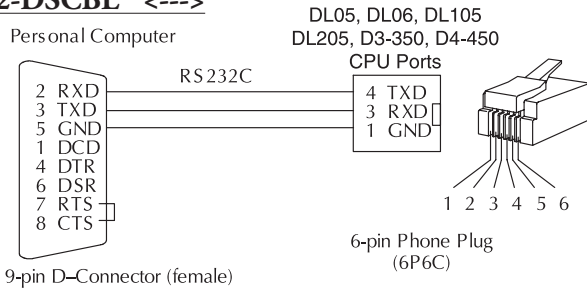 2-DSCBL <--->
Personal Computer
DL05, DL06, DL105
DL205, D3-350, D4-450
CPU Ports
RS232C
2 RXD
3 TXD
5 GND
1 DCD
4 DTR
6 DSR
7 RTS
8 CTS
4 TXD
3 RXD
1 GND
1 2 3 4 5 6
6-pin Phone Plug
(6P6C)
9-pin D–Connector (female)